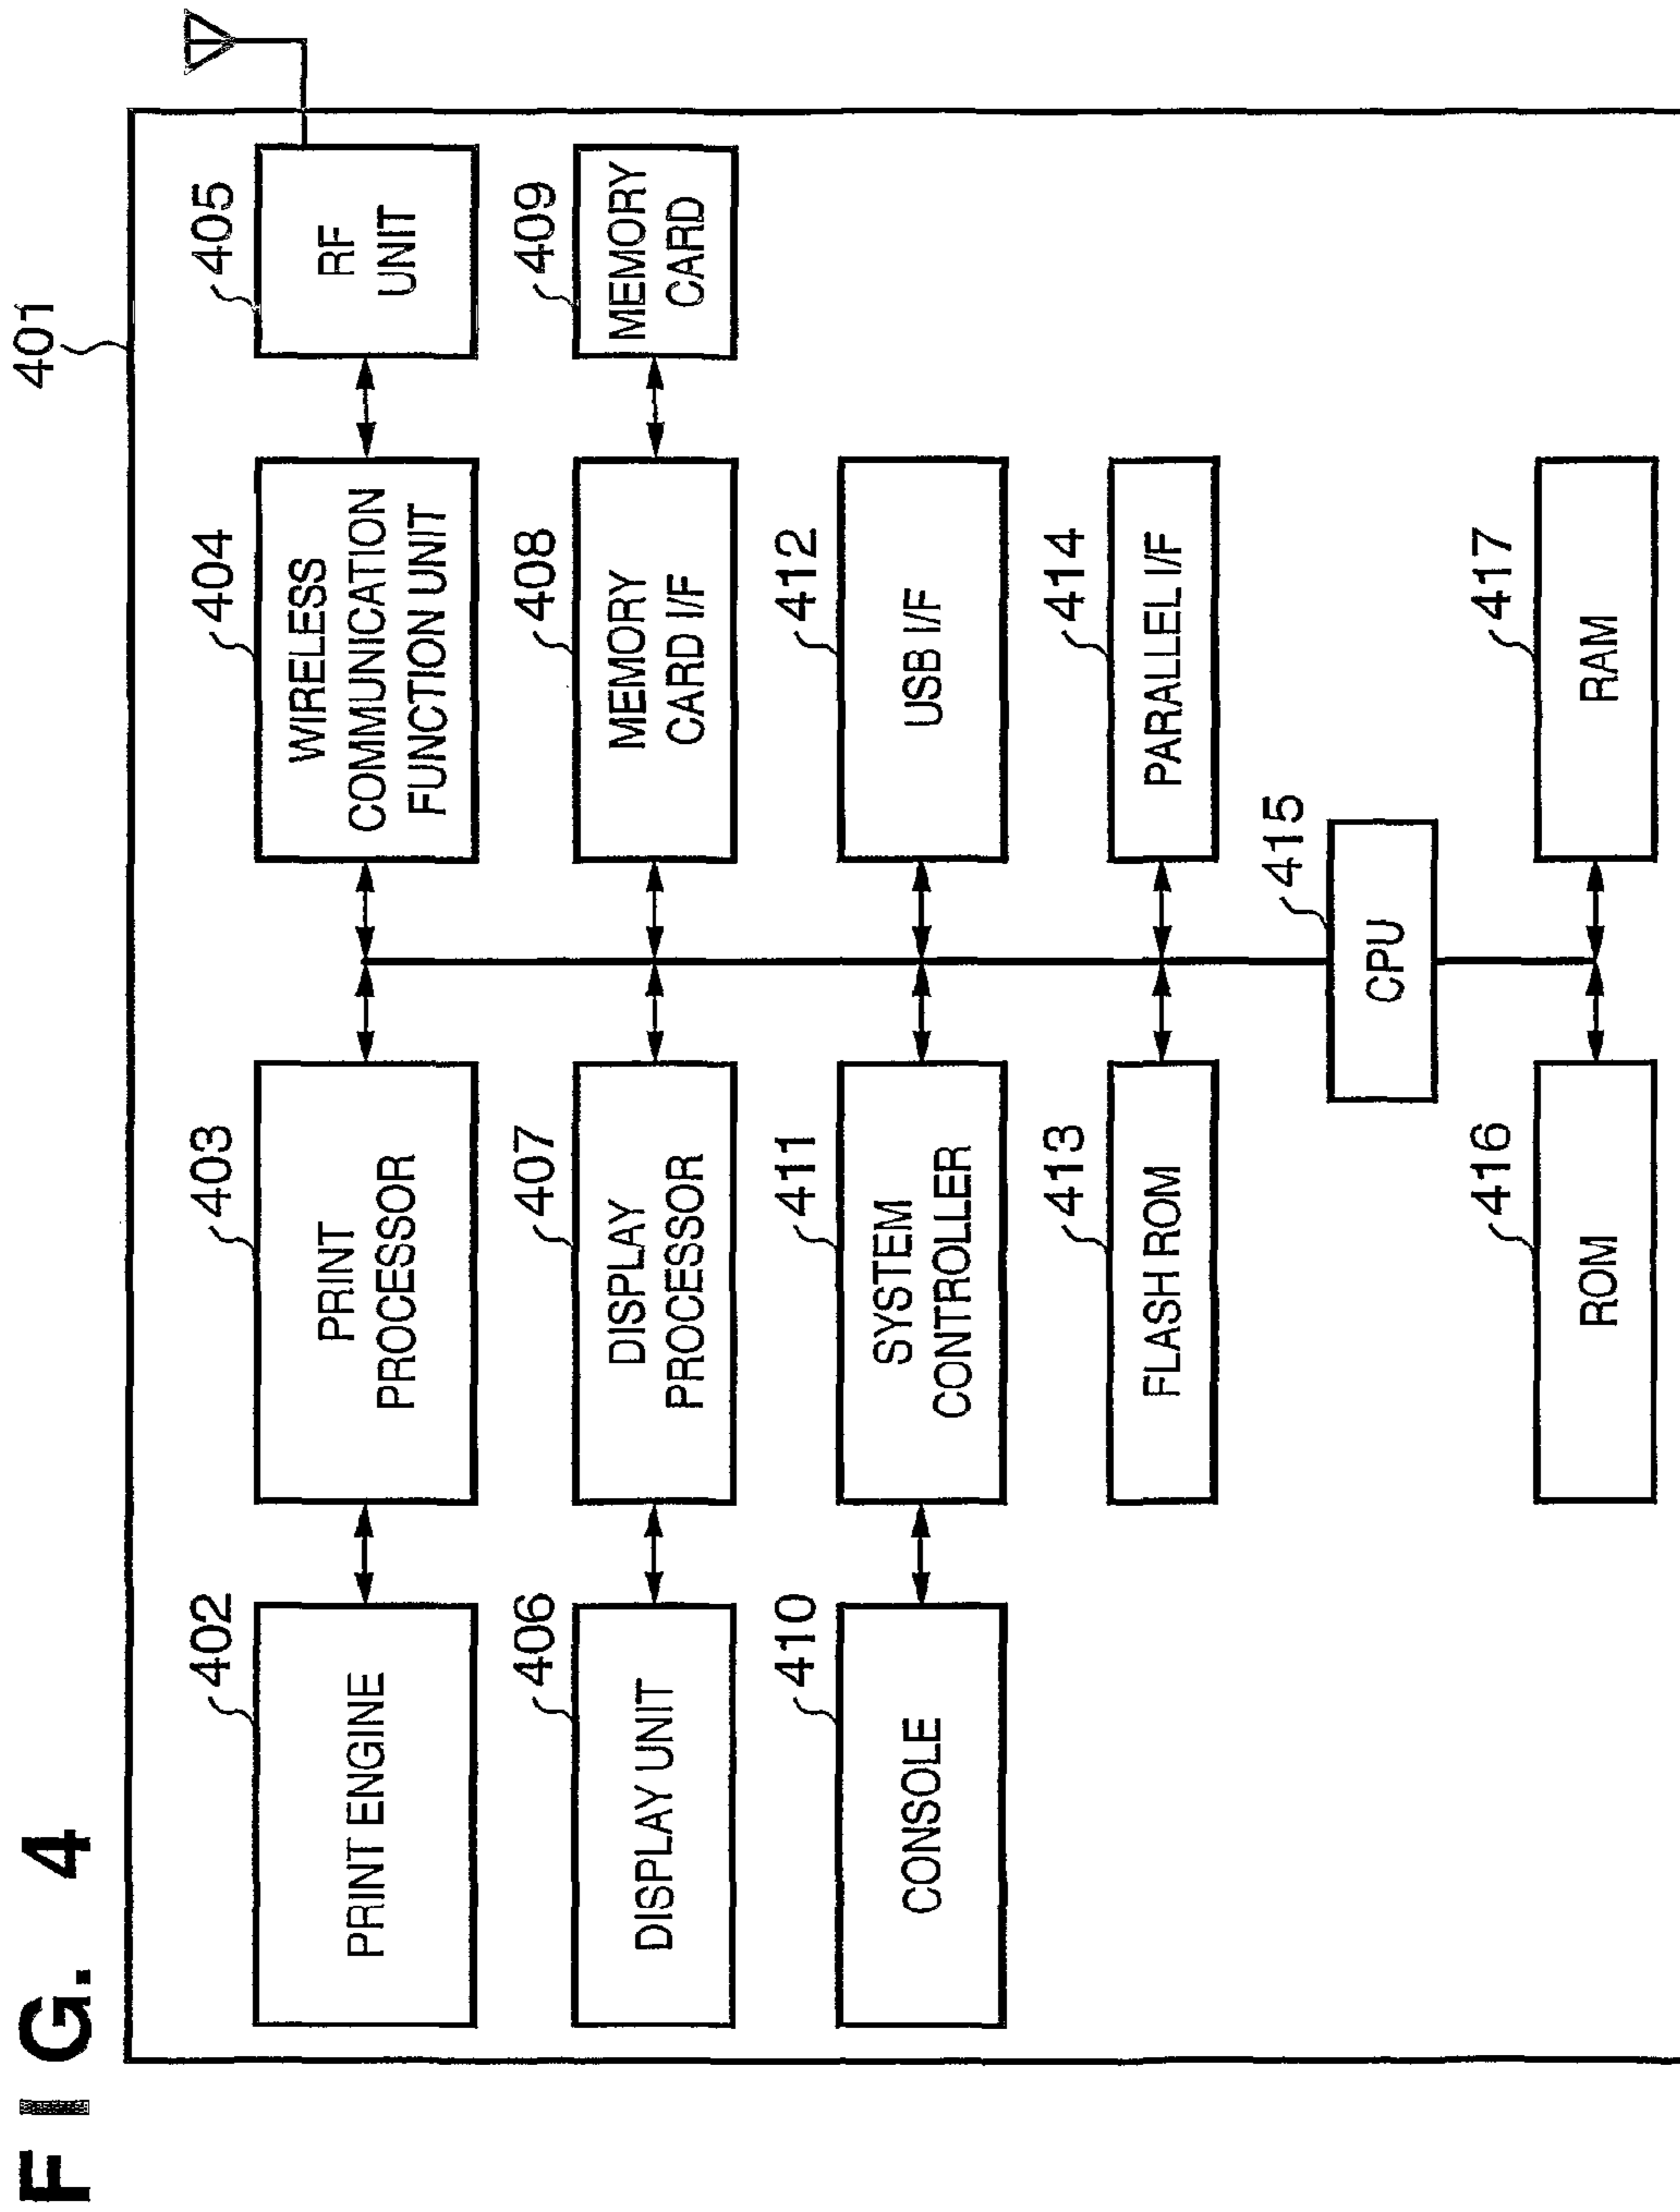 FIG. 4
401
402
PRINT ENGINE
403
PRINT
PROCESSOR
404
WIRELESS
COMMUNICATION
FUNCTION UNIT
405
RF
UNIT
406
DISPLAY UNIT
407
DISPLAY
PROCESSOR
408
MEMORY
CARD I/F
409
MEMORY
CARD
410
CONSOLE
411
SYSTEM
CONTROLLER
412
USB I/F
413
FLASH ROM
414
PARALLEL I/F
415
CPU
416
ROM
417
RAM